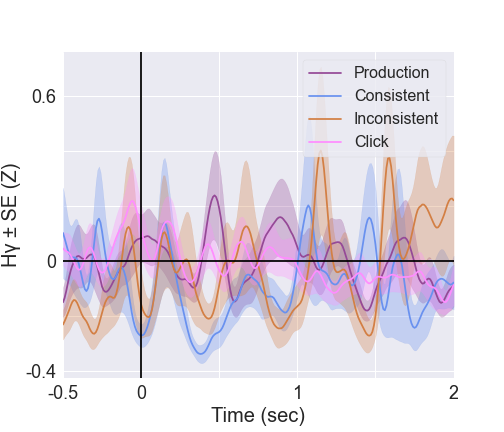 Production
Consistent
Inconsistent
Click
0.6
0
-0.4
Hγ ± SE (Z)
-0.5 0 1 2
Time (sec)